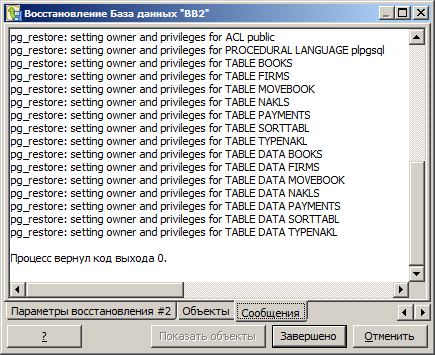 Восстановление База данных "BB2"
pg_restore: setting owner and privileges for ACL public
pg_restore: setting owner and privileges for PROCEDURAL LANGUAGE plpgsql
pg_restore: setting owner and privileges for TABLE BOOKS
pg_restore: setting owner and privileges for TABLE FIRMS
pg_restore: setting owner and privileges for TABLE MOVEBOOK
pg_restore: setting owner and privileges for TABLE NAKLS
pg_restore: setting owner and privileges for TABLE PAYMENTS
pg_restore: setting owner and privileges for TABLE SORTTABL
pg_restore: setting owner and privileges for TABLE TYPENAKL
pg_restore: setting owner and privileges for TABLE DATA BOOKS
pg_restore: setting owner and privileges for TABLE DATA FIRMS
pg_restore: setting owner and privileges for TABLE DATA MOVEBOOK
pg_restore: setting owner and privileges for TABLE DATA NAKLS
pg_restore: setting owner and privileges for TABLE DATA PAYMENTS
pg_restore: setting owner and privileges for TABLE DATA SORTTABL
pg_restore: setting owner and privileges for TABLE DATA TYPENAKL
Процесс вернул код выхода 0.
Параметры восстановления #2 Объекты Сообщения
? Показать объекты Завершено Отменить